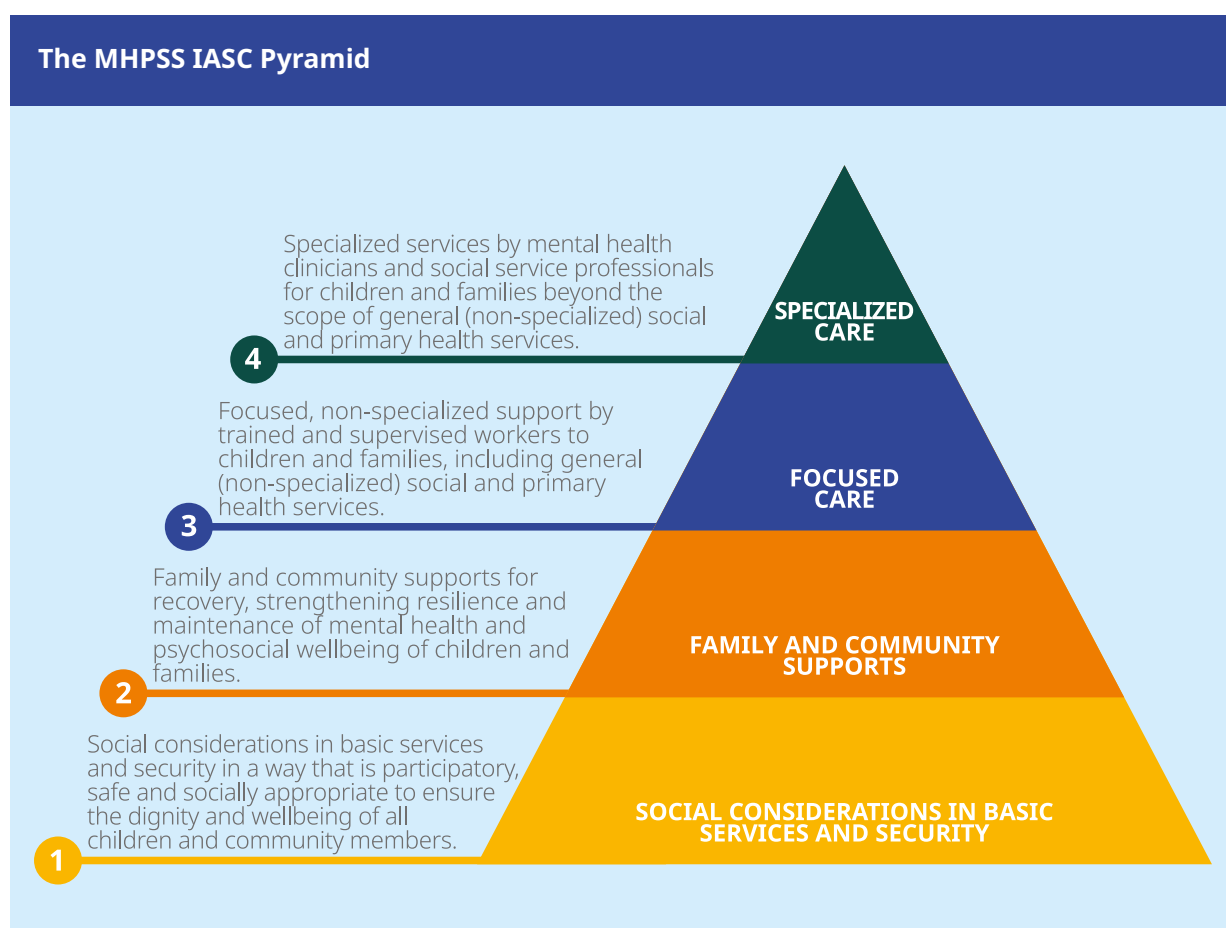 The MHPSS IASC Pyramid
Specialized services by mental health
clinicians and social service professionals
for children and families beyond the
scope of general (non-specialized) social
and primary health services.
4
SPECIALIZED
CARE
Focused, non-specialized support by
trained and supervised workers to
children and families, including general
(non-specialized) social and primary
health services.
3
FOCUSED
CARE
Family and community supports for
recovery, strengthening resilience and
maintenance of mental health and
psychosocial wellbeing of children and
families.
2
FAMILY AND COMMUNITY
SUPPORTS
Social considerations in basic services
and security in a way that is participatory,
safe and socially appropriate to ensure
the dignity and wellbeing of all
children and community members.
1
SOCIAL CONSIDERATIONS IN BASIC
SERVICES AND SECURITY